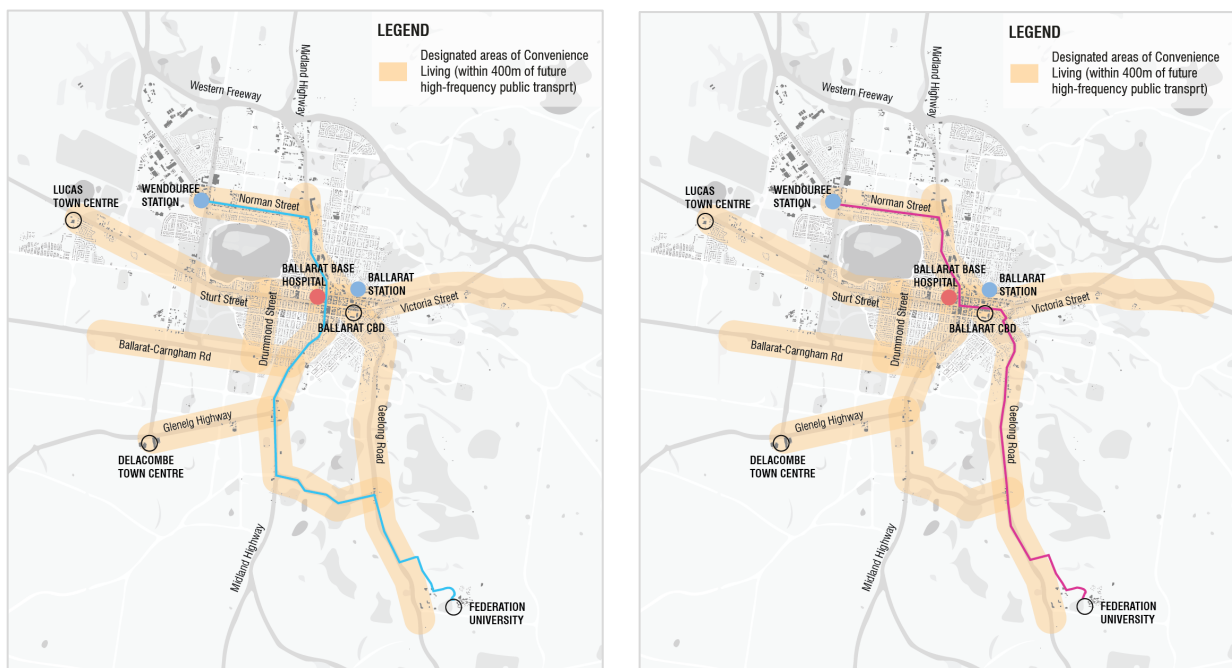 LEGEND
Designated areas of Convenience
Living (within 400m of future
high-frequency public transprt)
Midland Highway
Western Freeway
LUCAS
TOWN CENTRE
WENDOUREE
STATION
Norman Street
BALLARAT BASE
HOSPITAL
BALLARAT
STATION
Sturt Street
Drummond Street
Victoria Street
BALLARAT CBD
Ballarat-Carngham Rd
Glenelg Highway
Geelong Road
DELACOMBE
TOWN CENTRE
Midland Highway
FEDERATION
UNIVERSITY
LEGEND
Designated areas of Convenience
Living (within 400m of future
high-frequency public transprt)
Midland Highway
Western Freeway
LUCAS
TOWN CENTRE
WENDOUREE
STATION
Norman Street
BALLARAT BASE
HOSPITAL
BALLARAT
STATION
Sturt Street
Drummond Street
Victoria Street
BALLARAT CBD
Ballarat-Carngham Rd
Glenelg Highway
Geelong Road
DELACOMBE
TOWN CENTRE
Midland Highway
FEDERATION
UNIVERSITY